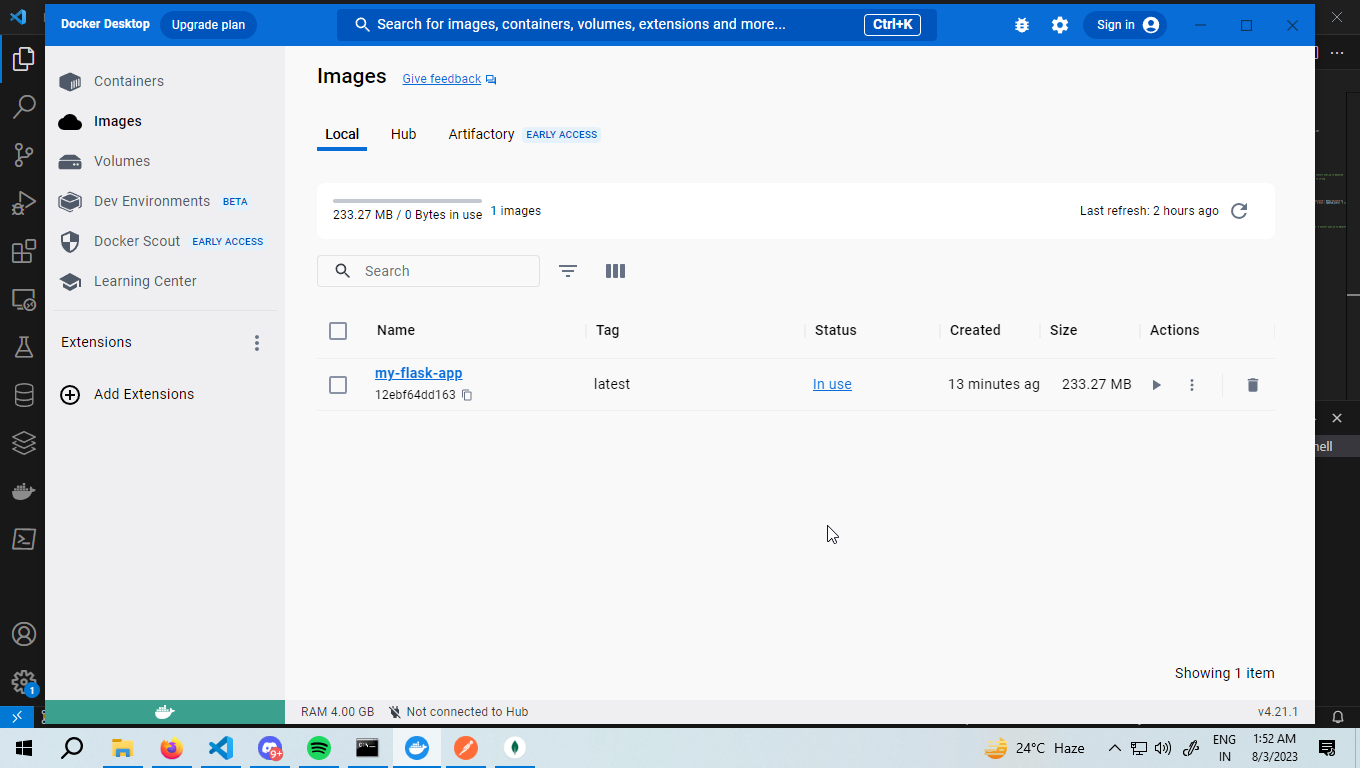 Docker Desktop Upgrade plan Search for images, containers, volumes, extensions and more... Ctrl+K Sign in
Containers
Images
Volumes
Dev Environments BETA
Docker Scout EARLY ACCESS
Learning Center
Extensions
Add Extensions
Images Give feedback
Local Hub Artifactory EARLY ACCESS
233.27 MB / 0 Bytes in use 1 images Last refresh: 2 hours ago
Search
Name Tag Status Created Size Actions
my-flask-app latest In use 13 minutes ag 233.27 MB
12ebf64dd163
Showing 1 item
RAM 4.00 GB Not connected to Hub v4.21.1
1
9+
24°C Haze ENG 1:52 AM
IN 8/3/2023